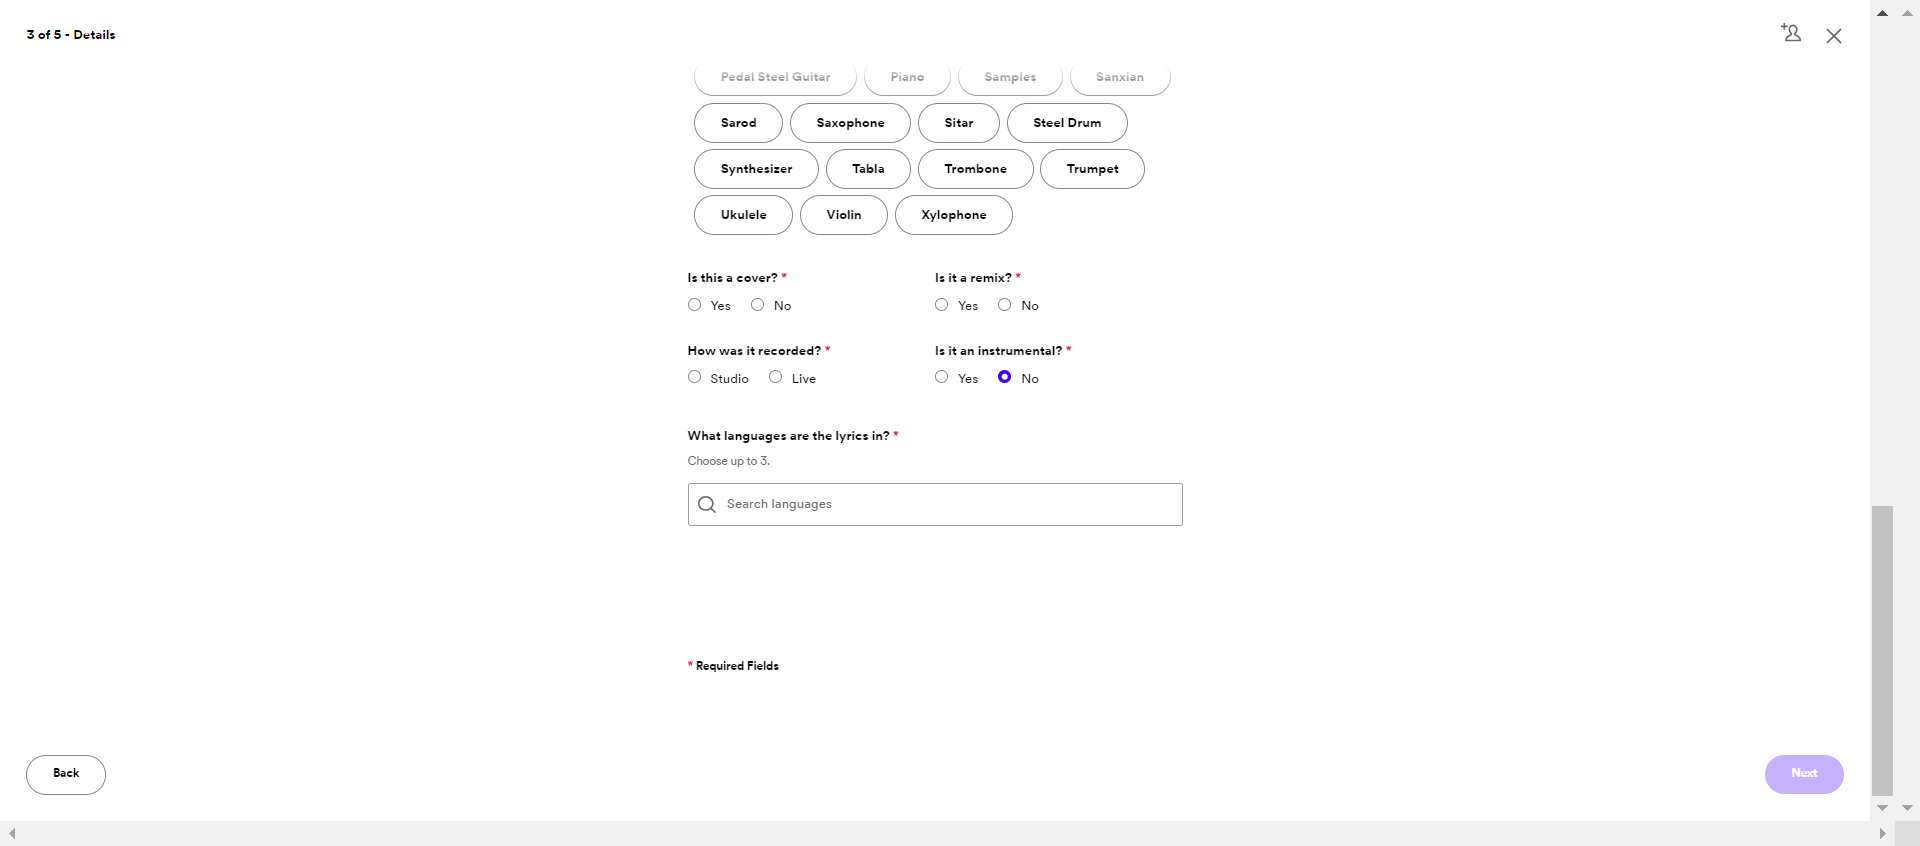 3 of 5 - Details
Pedal Steel Guitar Piano Samples Sanxian
Sarod Saxophone Sitar Steel Drum
Synthesizer Tabla Trombone Trumpet
Ukulele Violin Xylophone
Is this a cover? * Is it a remix? *
Yes No Yes No
How was it recorded? * Is it an instrumental? *
Studio Live Yes No
What languages are the lyrics in? *
Choose up to 3.
Search languages
* Required Fields
Back Next